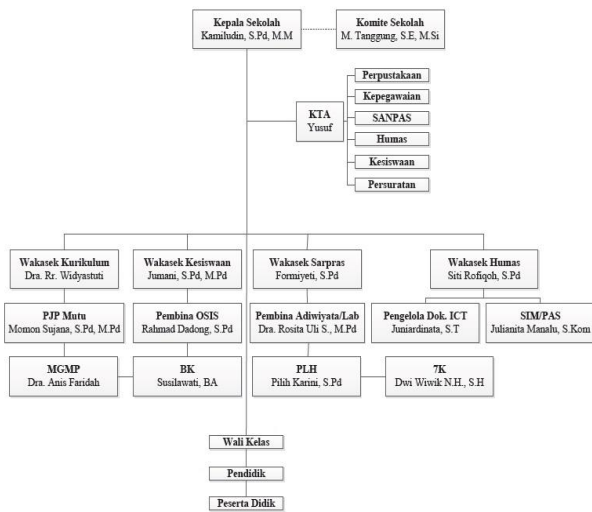 Kepala Sekolah
Kamiludin, S.Pd, M.M
Komite Sekolah
M. Tanggung, S.E, M.Si
KTA
Yusuf
Perpustakaan
Kepegawaian
SANPAS
Humas
Kesiswaan
Persuratan
Wakasek Kurikulum
Dra. Rr. Widyastuti
Wakasek Kesiswaan
Jumani, S.Pd, M.Pd
Wakasek Sarpras
Formiyeti, S.Pd
Wakasek Humas
Siti Rofiqoh, S.Pd
PJP Mutu
Momon Sujana, S.Pd, M.Pd
Pembina OSIS
Rahmad Dadong, S.Pd
Pembina Adiwiyata/Lab
Dra. Rosita Uli S., M.Pd
Pengelola Dok. ICT
Juniardinata, S.T
SIM/PAS
Julianita Manalu, S.Kom
MGMP
Dra. Anis Faridah
BK
Susilawati, BA
PLH
Pilih Karini, S.Pd
7K
Dwi Wiwik N.H., S.H
Wali Kelas
Pendidik
Peserta Didik